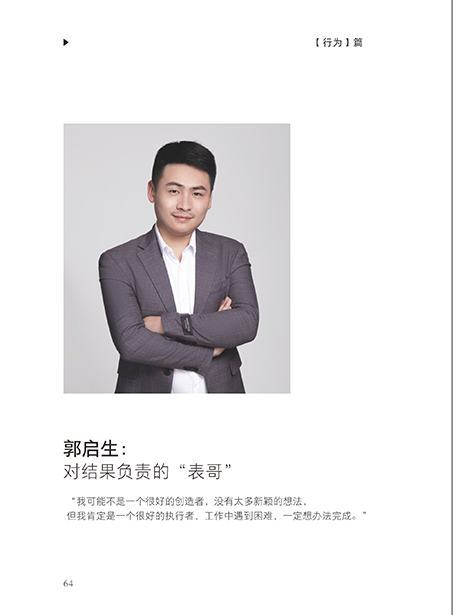 【行为】篇
郭启生：
对结果负责的“表哥”
“我可能不是一个很好的创造者，没有太多新颖的想法，
但我肯定是一个很好的执行者，工作中遇到困难，一定想办法完成。”
64